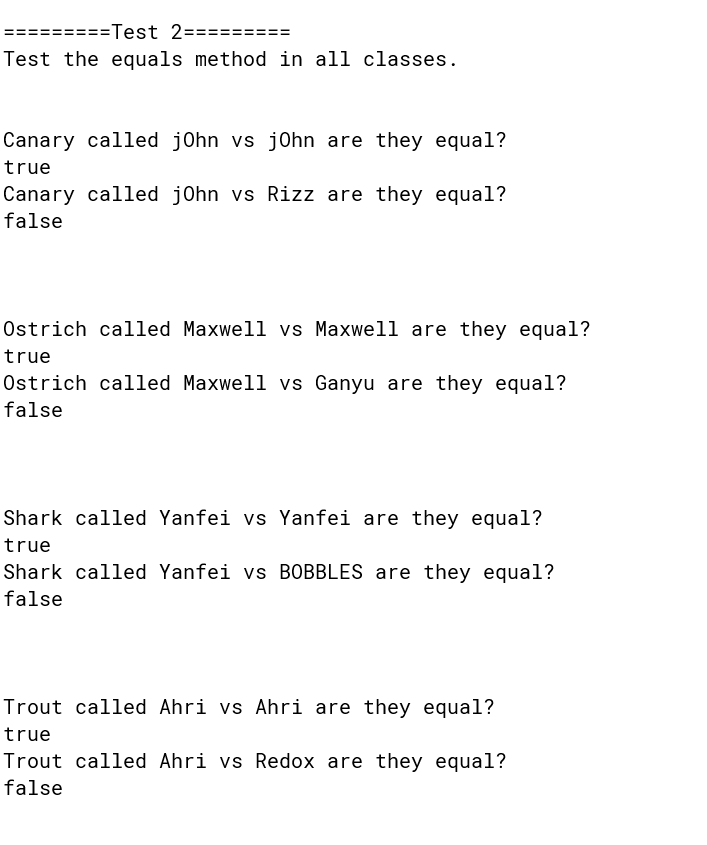 =========Test 2=========
Test the equals method in all classes.
Canary called jOhn vs jOhn are they equal?
true
Canary called jOhn vs Rizz are they equal?
false
Ostrich called Maxwell vs Maxwell are they equal?
true
Ostrich called Maxwell vs Ganyu are they equal?
false
Shark called Yanfei vs Yanfei are they equal?
true
Shark called Yanfei vs BOBBLES are they equal?
false
Trout called Ahri vs Ahri are they equal?
true
Trout called Ahri vs Redox are they equal?
false